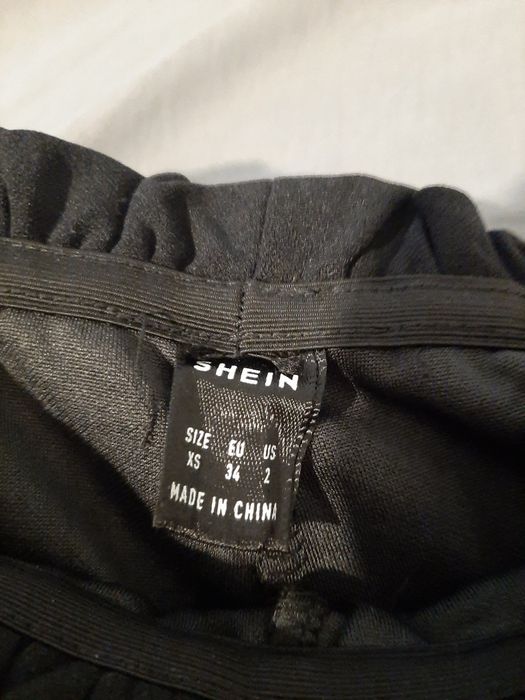 SHEIN
SIZE EU US
XS 34 2
MADE IN CHINA